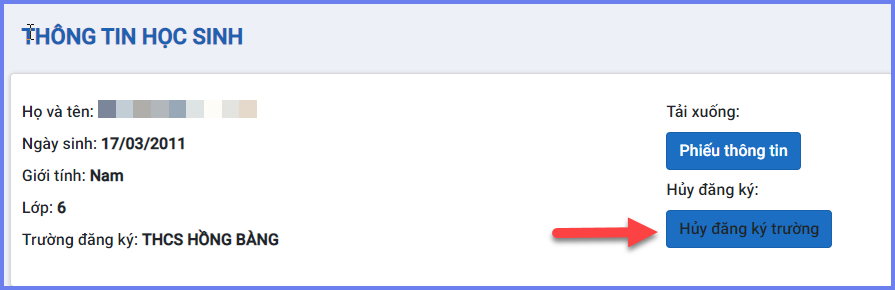 THÔNG TIN HỌC SINH
Họ và tên:
Ngày sinh: 17/03/2011
Giới tính: Nam
Lớp: 6
Trường đăng ký: THCS HỒNG BÀNG
Tải xuống:
Phiếu thông tin
Hủy đăng ký:
Hủy đăng ký trường